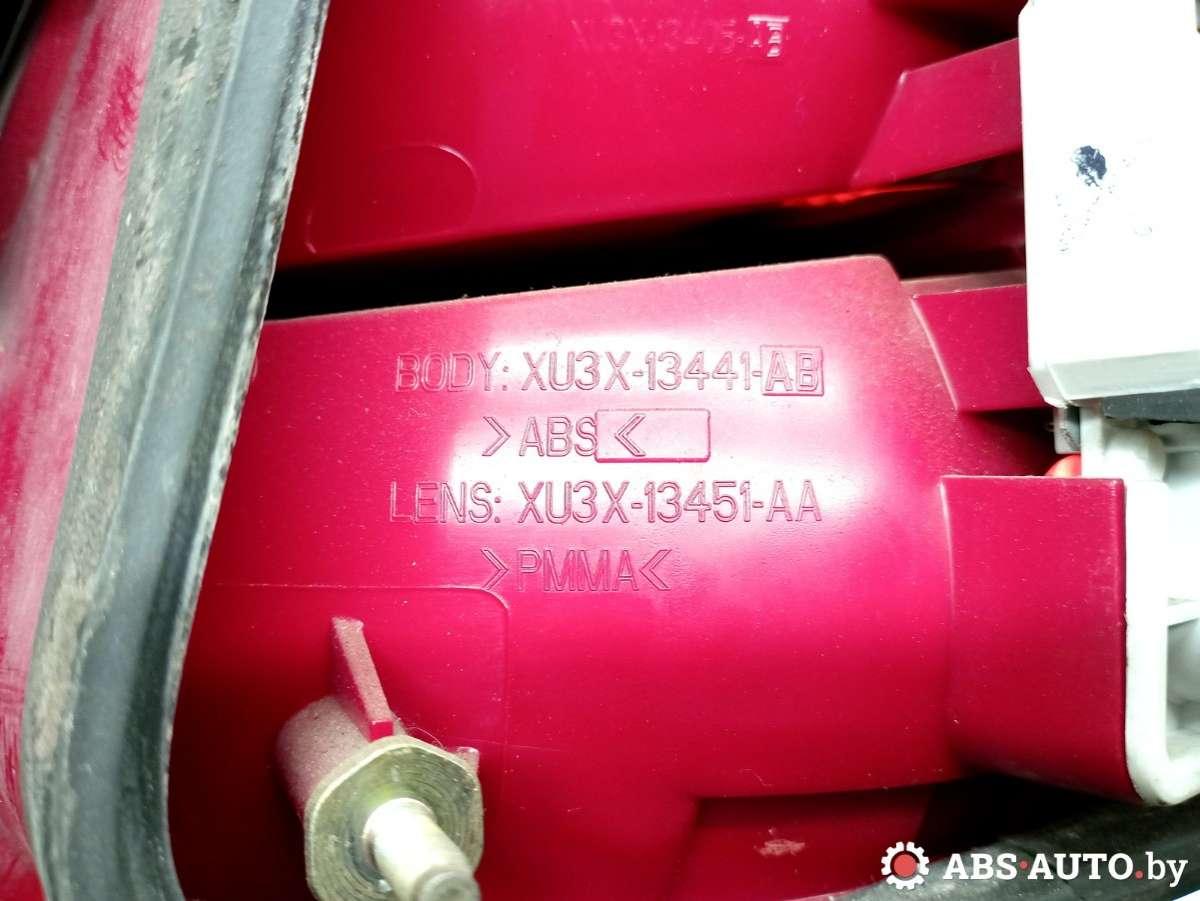 BODY: XU3X-13441-AB
>ABS<
LENS: XU3X-13451-AA
>PMMA<
ABS·AUTO.by